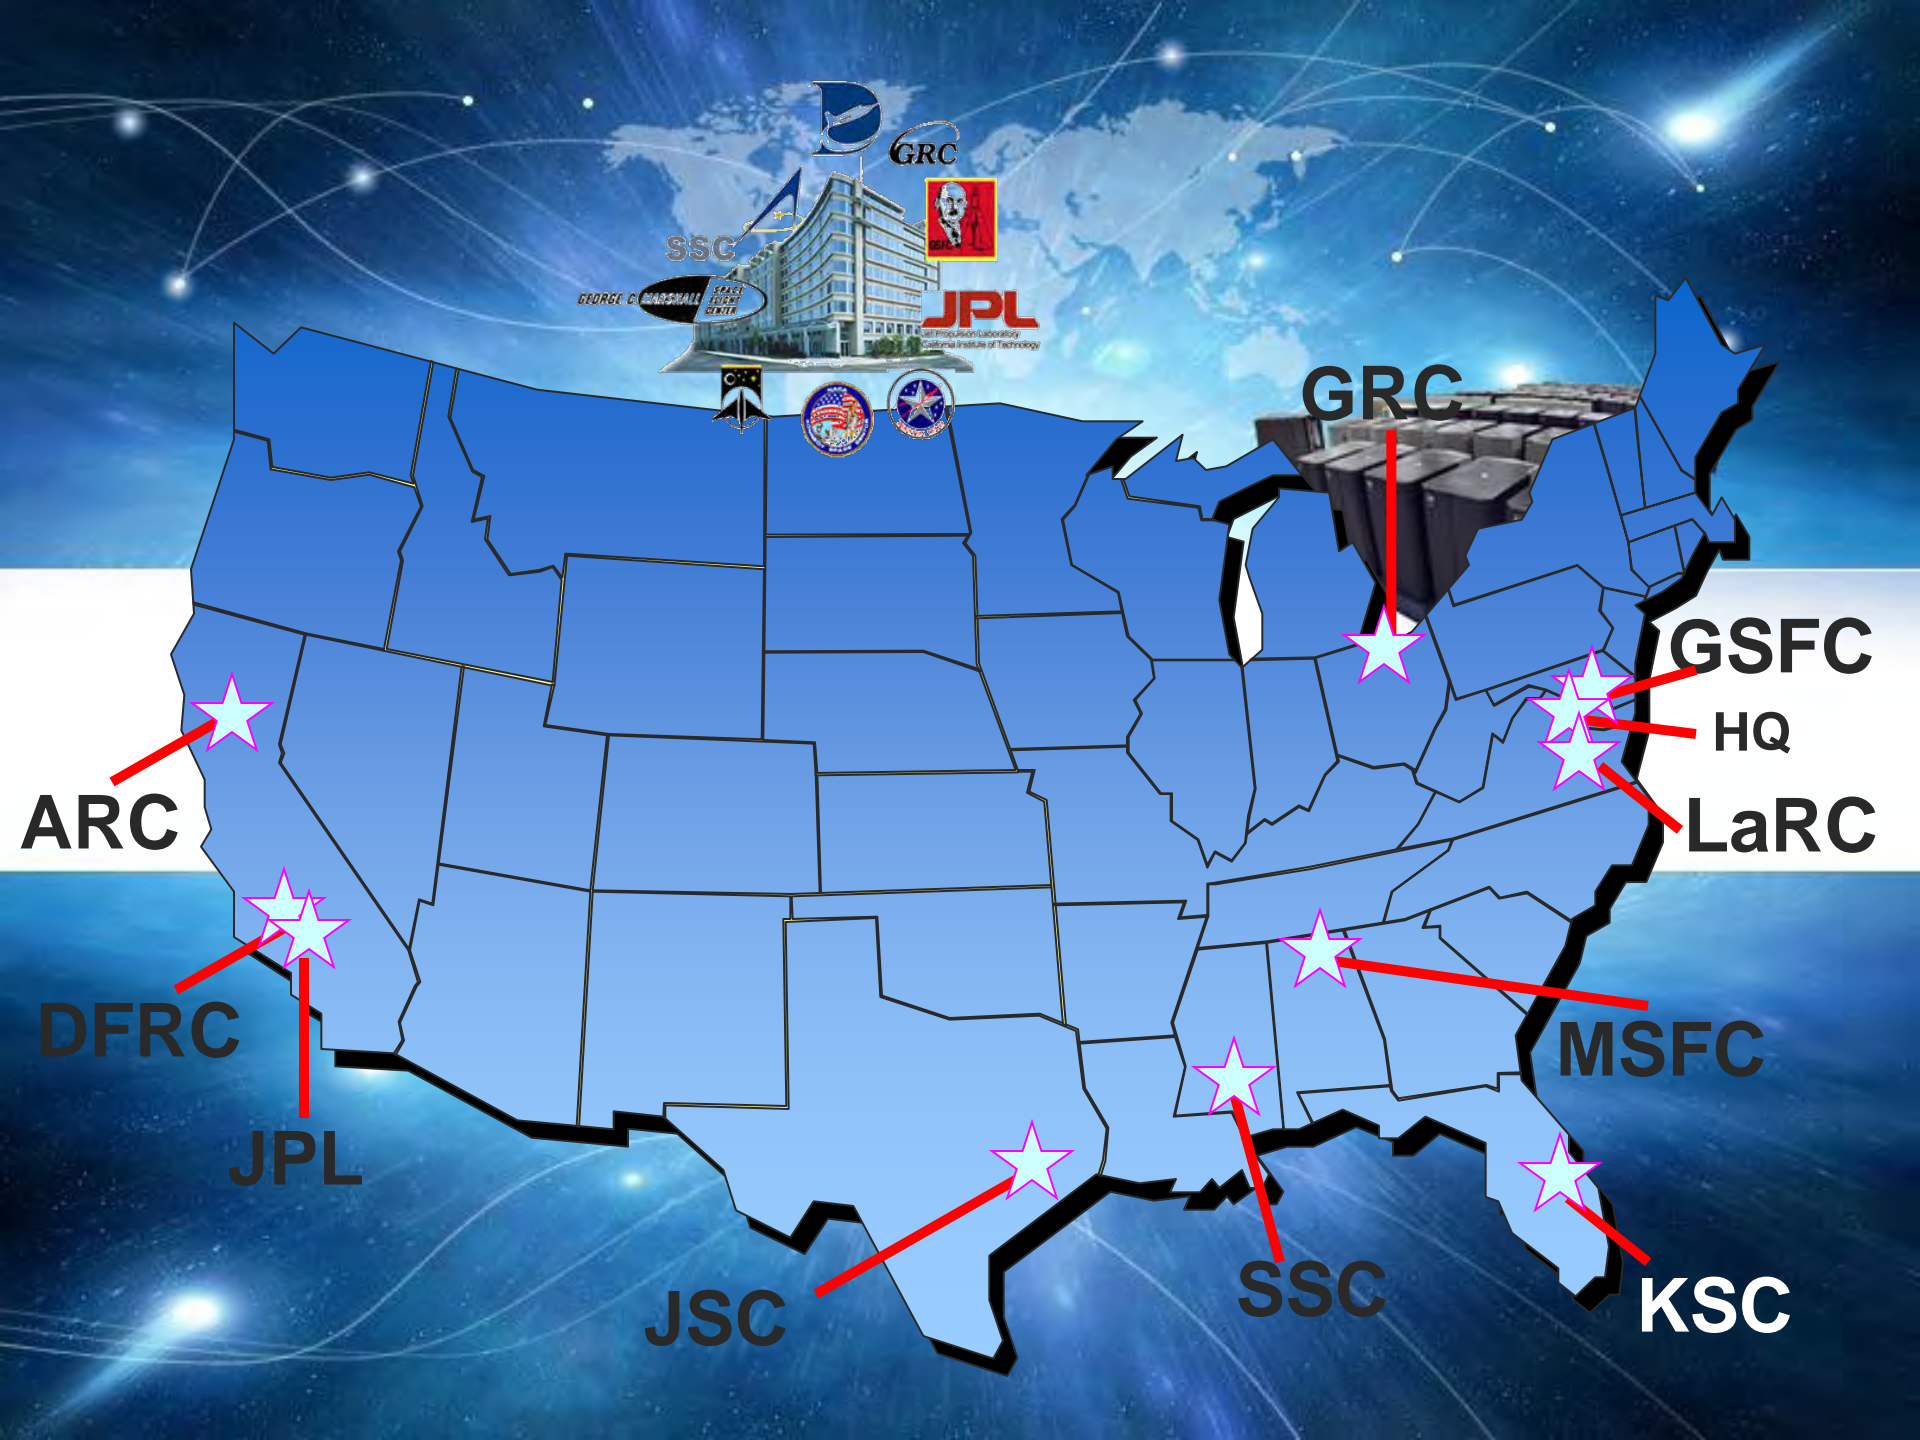 GRC
SSC
GSFC
GEORGE C. MARSHALL
SPACE
FLIGHT
CENTER
JPL
Jet Propulsion Laboratory
California Institute of Technology
GRC
GSFC
HQ
ARC
LaRC
DFRC
MSFC
JPL
SSC
JSC
KSC